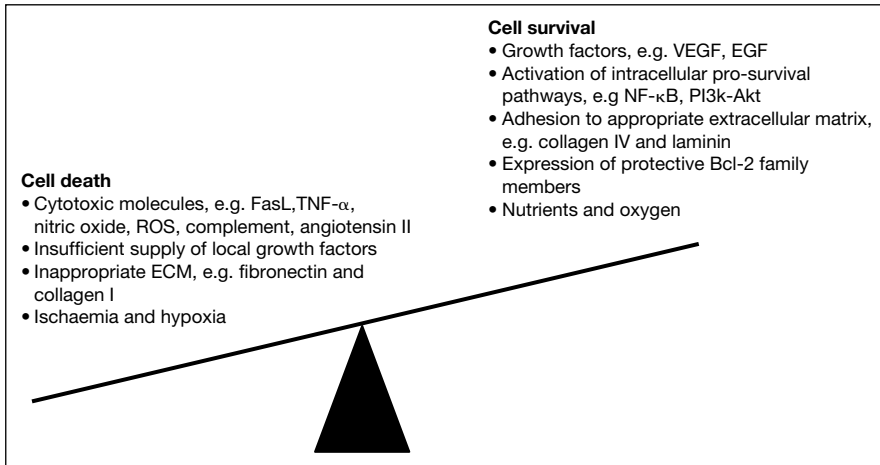 Cell survival
• Growth factors, e.g. VEGF, EGF
• Activation of intracellular pro-survival
pathways, e.g NF-κB, PI3k-Akt
• Adhesion to appropriate extracellular matrix,
e.g. collagen IV and laminin
• Expression of protective Bcl-2 family
members
• Nutrients and oxygen
Cell death
• Cytotoxic molecules, e.g. FasL,TNF-α,
nitric oxide, ROS, complement, angiotensin II
• Insufficient supply of local growth factors
• Inappropriate ECM, e.g. fibronectin and
collagen I
• Ischaemia and hypoxia